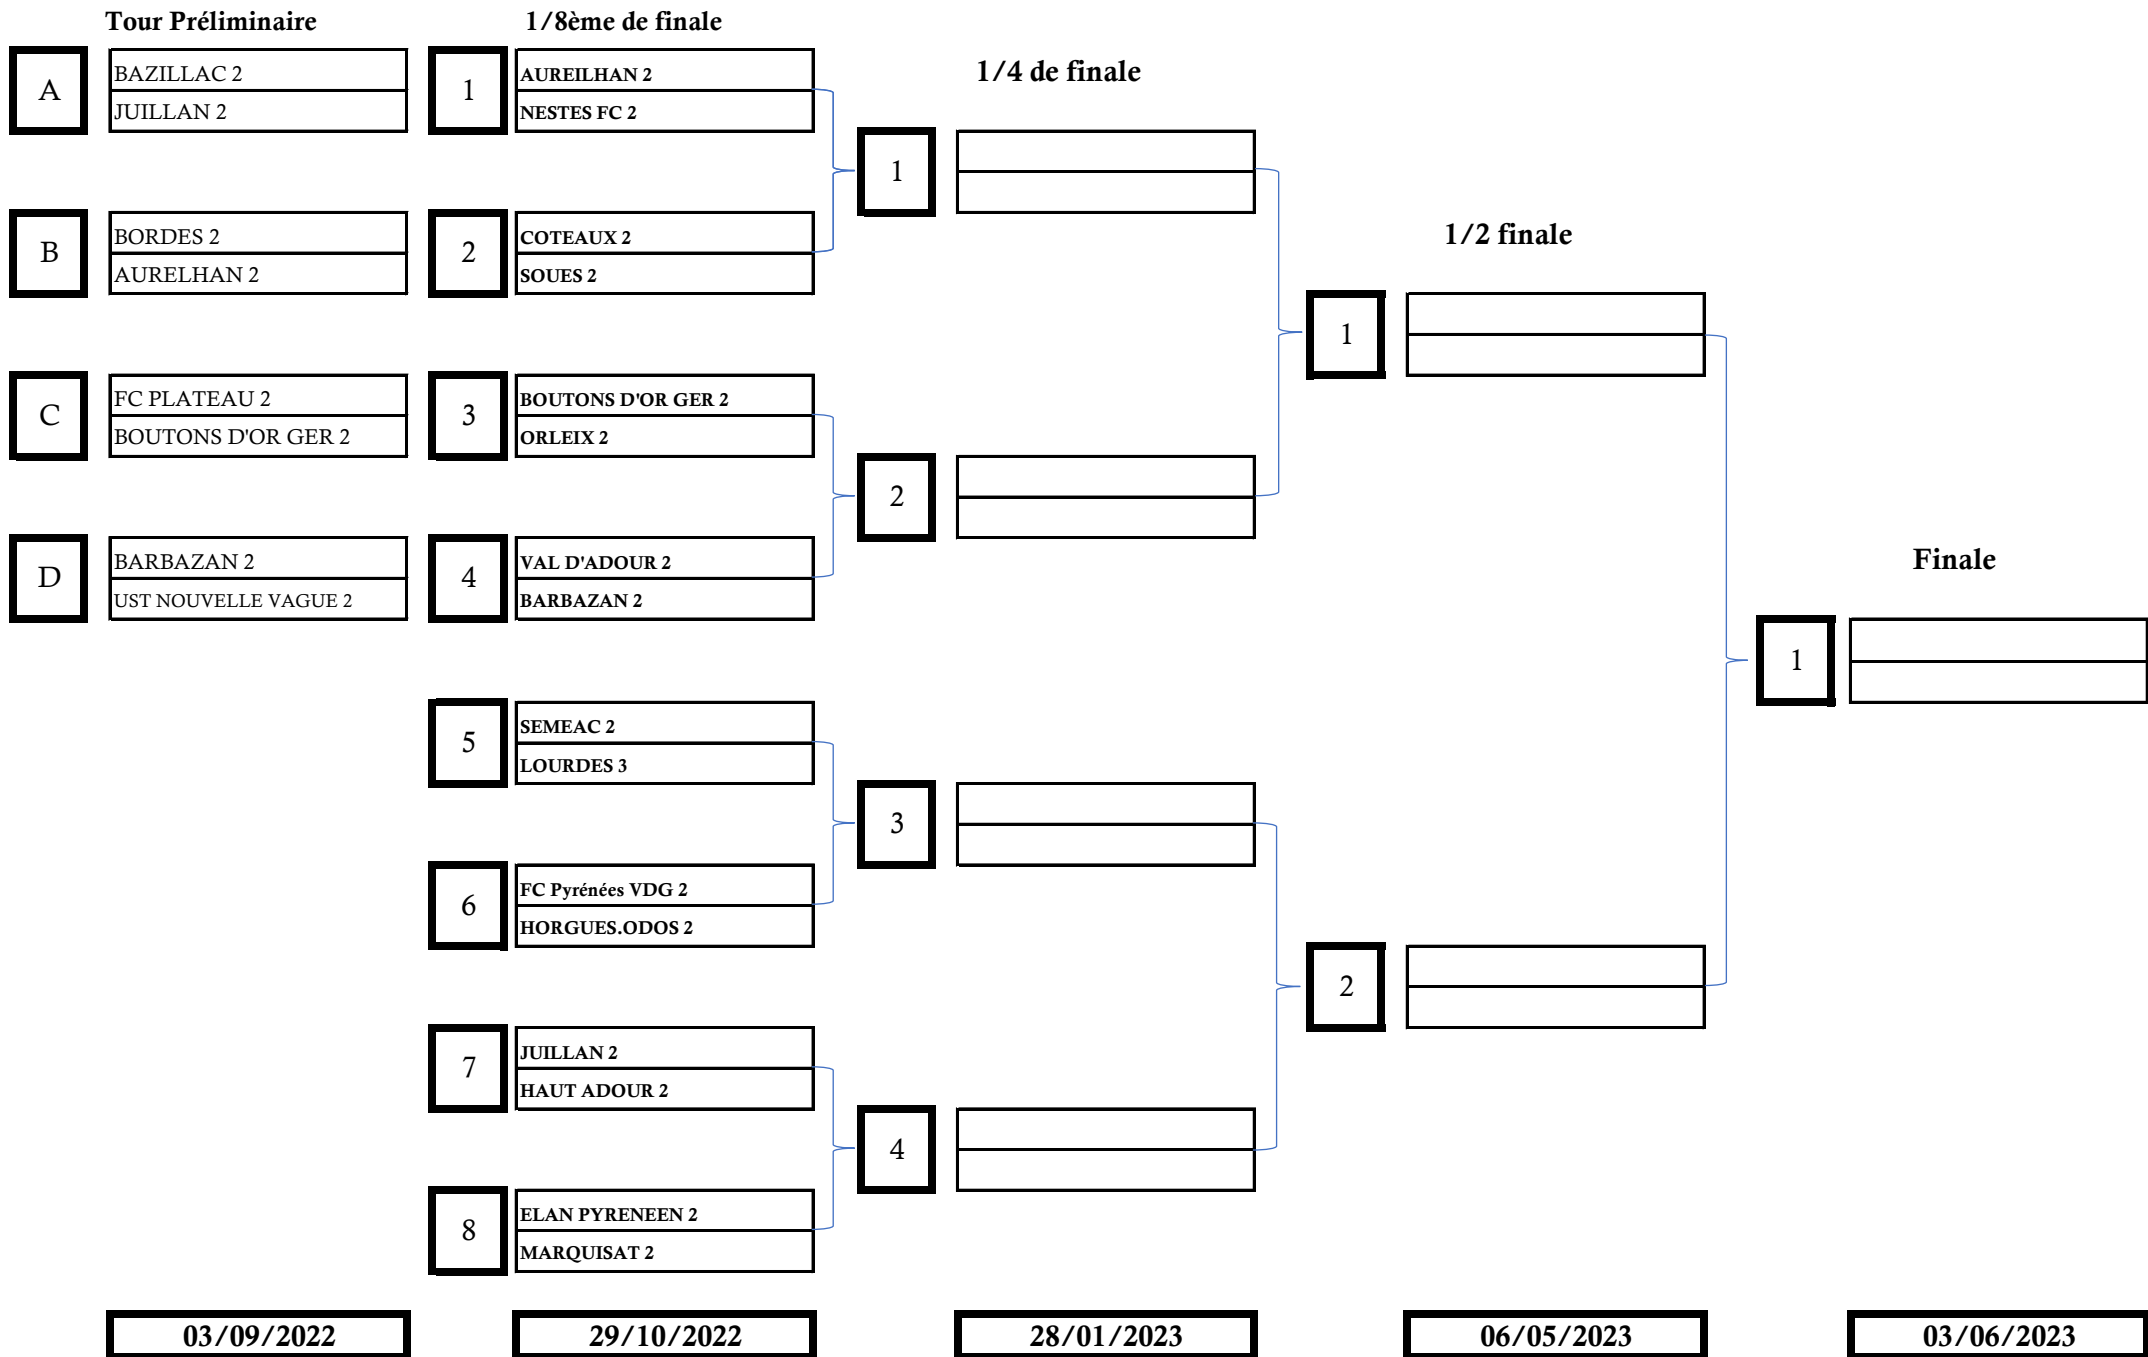 Tour Préliminaire
1/8ème de finale
1/4 de finale
1/2 finale
Finale
A
BAZILLAC 2
JUILLAN 2
B
BORDES 2
AURELHAN 2
C
FC PLATEAU 2
BOUTONS D'OR GER 2
D
BARBAZAN 2
UST NOUVELLE VAGUE 2
1
AUREILHAN 2
NESTES FC 2
2
COTEAUX 2
SOUES 2
3
BOUTONS D'OR GER 2
ORLEIX 2
4
VAL D'ADOUR 2
BARBAZAN 2
5
SEMEAC 2
LOURDES 3
6
FC Pyrénées VDG 2
HORGUES.ODOS 2
7
JUILLAN 2
HAUT ADOUR 2
8
ELAN PYRENEEN 2
MARQUISAT 2
1
2
3
4
1
2
1
03/09/2022
29/10/2022
28/01/2023
06/05/2023
03/06/2023